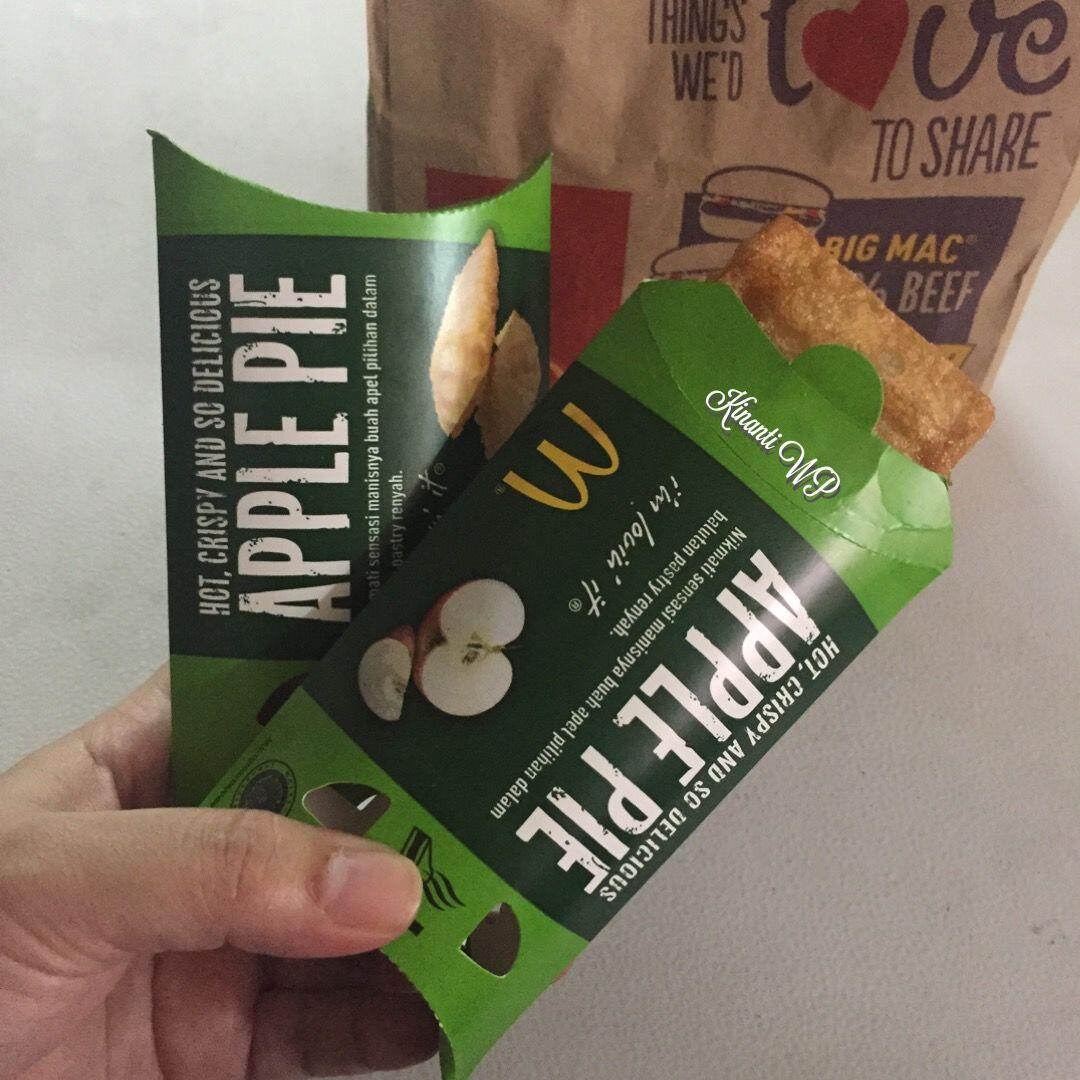 THINGS
WE'D
love
TO SHARE
BIG MAC®
% BEEF
HOT, CRISPY AND SO DELICIOUS
APPLE PIE
mati sensasi manisnya buah apel pilihan dalam
pastry renyah.
it®
Kinanti WP
i'm lovin' it®
HOT, CRISPY AND SO DELICIOUS
APPLE PIE
Nikmati sensasi manisnya buah apel pilihan dalam
balutan pastry renyah.